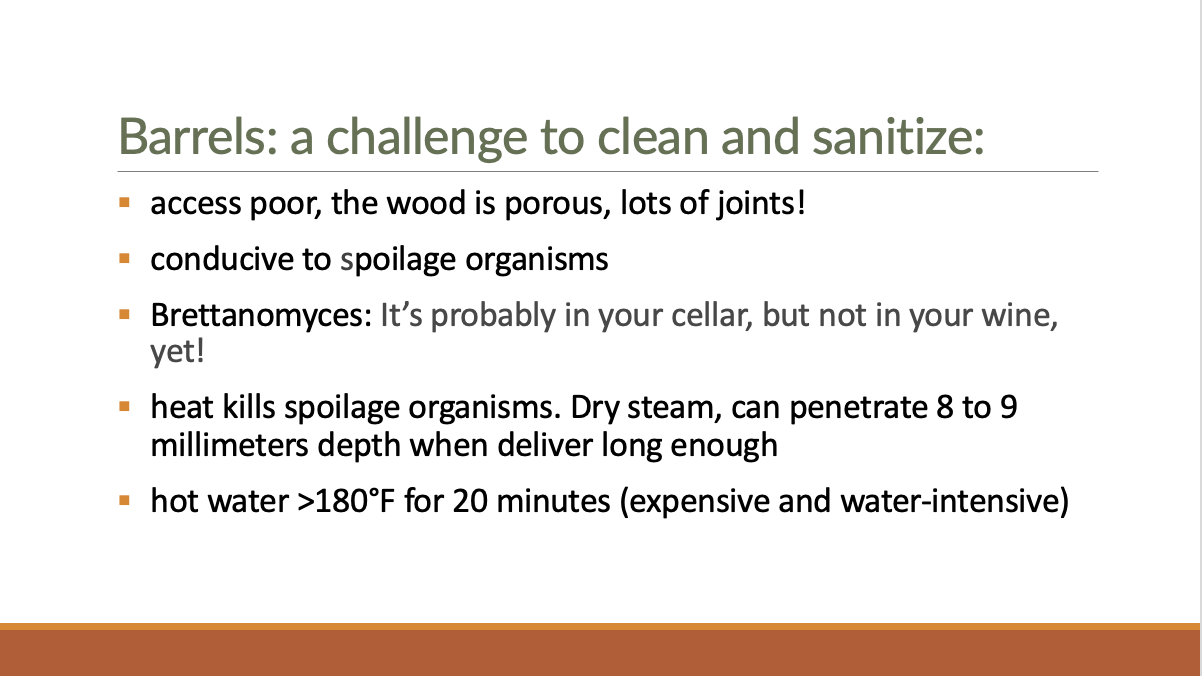 Barrels: a challenge to clean and sanitize:
▪ access poor, the wood is porous, lots of joints!
▪ conducive to spoilage organisms
▪ Brettanomyces: It’s probably in your cellar, but not in your wine,
yet!
▪ heat kills spoilage organisms. Dry steam, can penetrate 8 to 9
millimeters depth when deliver long enough
▪ hot water >180°F for 20 minutes (expensive and water-intensive)